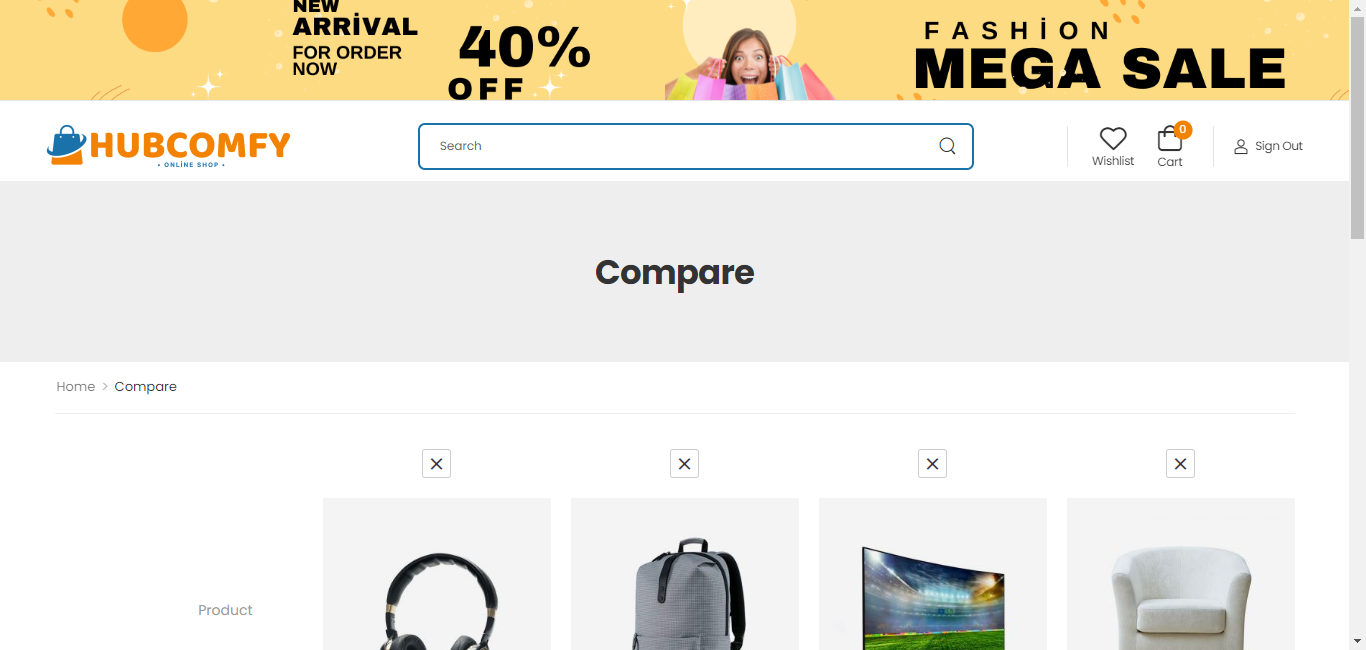 NEW
ARRİVAL
FOR ORDER
NOW
40%
OFF
FASHİON
MEGA SALE
HUBCOMFY
• ONLİNE SHOP •
Search
Wishlist
0
Cart
Sign Out
Compare
Home > Compare
Product